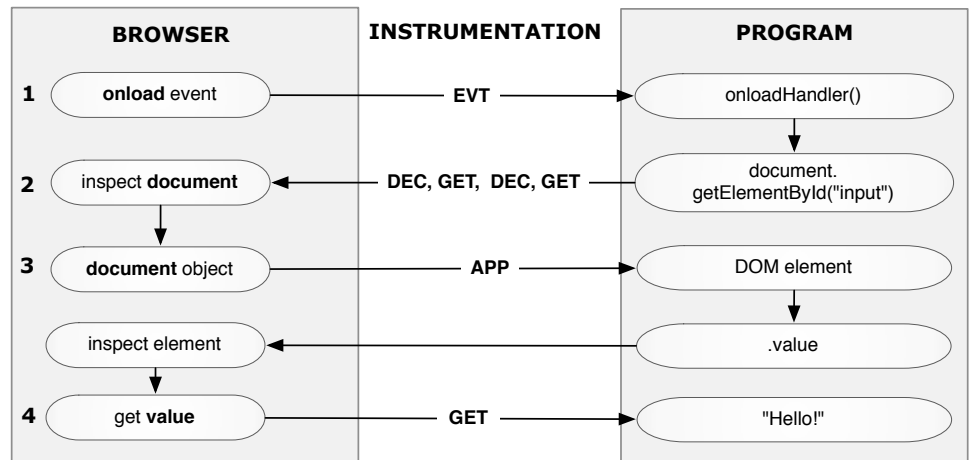 BROWSER
INSTRUMENTATION
PROGRAM
1
onload event
EVT
onloadHandler()
2
inspect document
DEC, GET, DEC, GET
document.
getElementById("input")
3
document object
APP
DOM element
inspect element
.value
4
get value
GET
"Hello!"